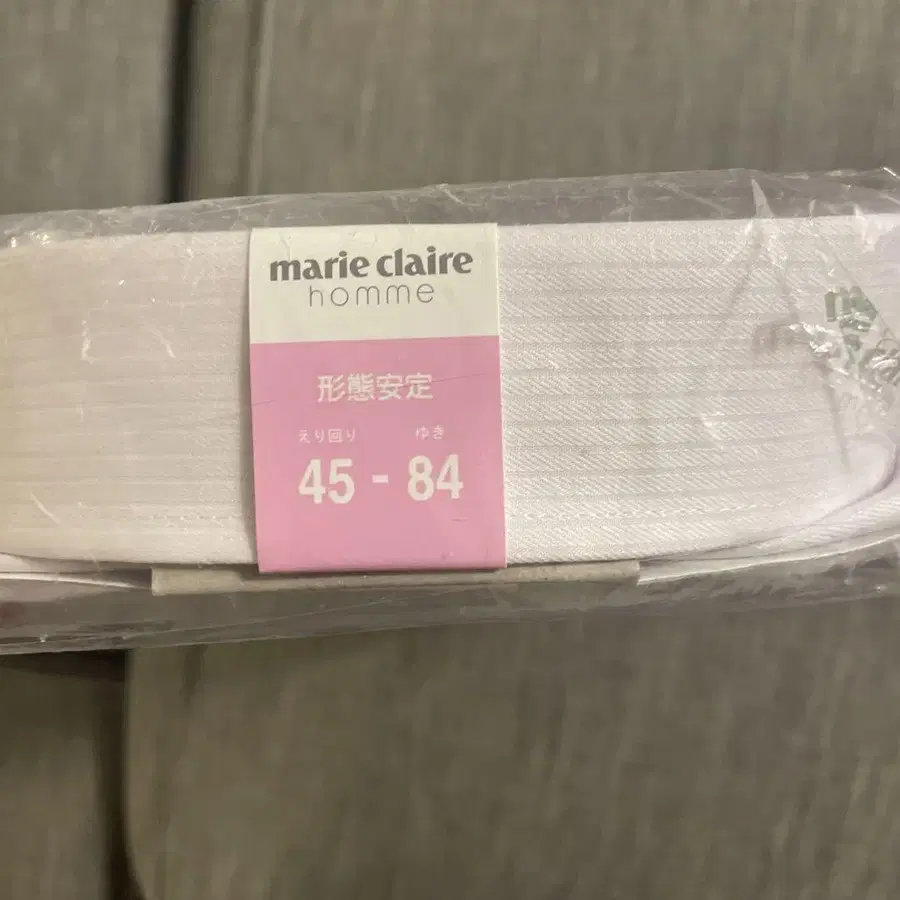 marie claire
homme
形態安定
えり回り ゆき
45 - 84